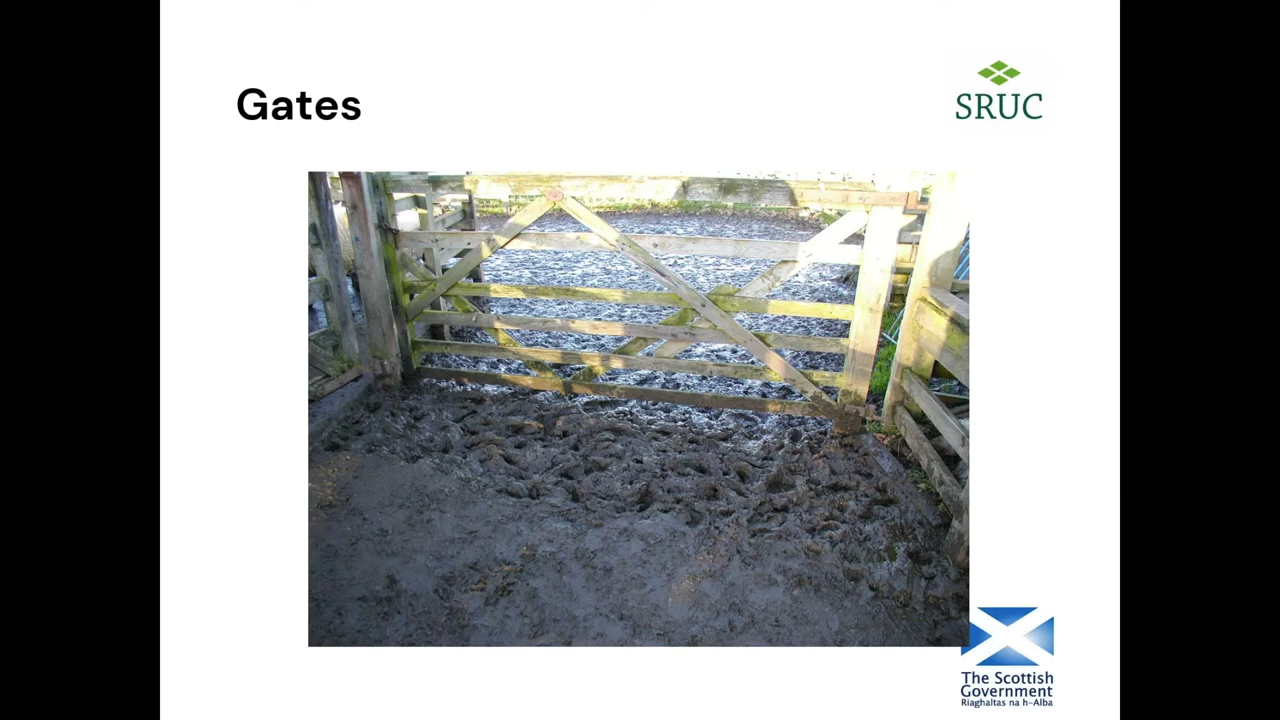 Gates
SRUC
The Scottish
Government
Riaghaltas na h-Alba